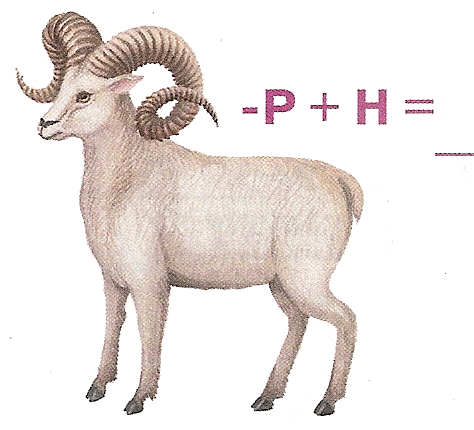 -P + H =